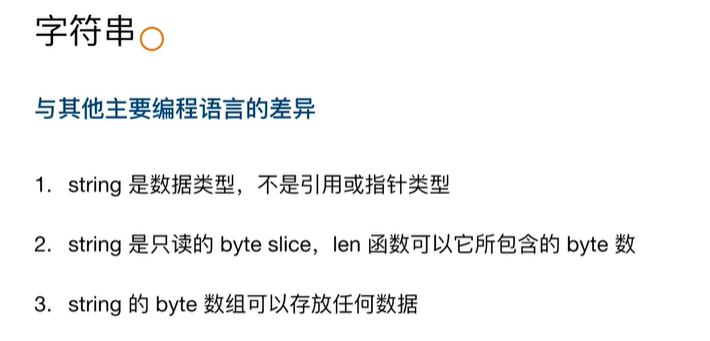 字符串
与其他主要编程语言的差异
1. string 是数据类型，不是引用或指针类型
2. string 是只读的 byte slice，len 函数可以它所包含的 byte 数
3. string 的 byte 数组可以存放任何数据